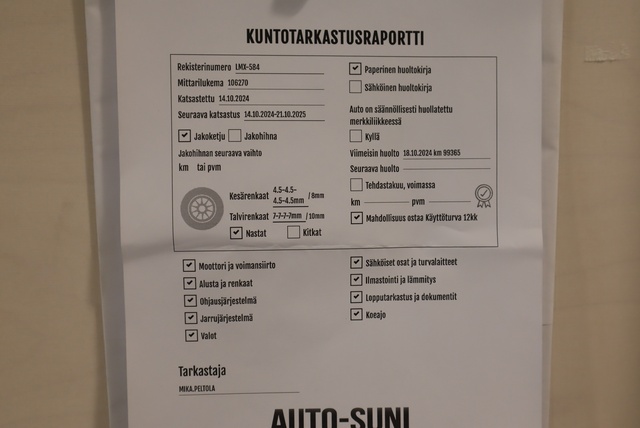 KUNTOTARKASTUSRAPORTTI
Rekisterinumero LMX-584
Mittarilukema 106270
Katsastettu 14.10.2024
Seuraava katsastus 14.10.2024-21.10.2025
Jakoketju Jakohihna
Jakohihnan seuraava vaihto
km tai pvm
Kesärenkaat 4.5-4.5-4.5-4.5mm / 8mm
Talvirenkaat 7-7-7-7mm / 10mm
Nastat Kitkat
Paperinen huoltokirja
Sähköinen huoltokirja
Auto on säännöllisesti huollatettu
merkkiliikkeessä
Kyllä
Viimeisin huolto 18.10.2024 km 99365
Seuraava huolto
Tehdastakuu, voimassa
km pvm
Mahdollisuus ostaa Käyttöturva 12kk
Moottori ja voimansiirto
Alusta ja renkaat
Ohjausjärjestelmä
Jarrujärjestelmä
Valot
Sähköiset osat ja turvalaitteet
Ilmastointi ja lämmitys
Lopputarkastus ja dokumentit
Koeajo
Tarkastaja
MIKA.PELTOLA
AUTO-SUNI